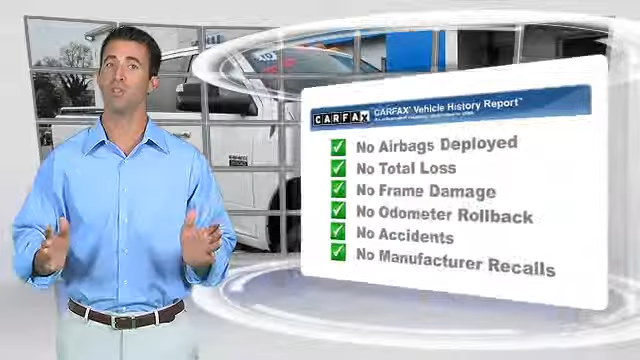 CARFAX CARFAX Vehicle History Report™
No Airbags Deployed
No Total Loss
No Frame Damage
No Odometer Rollback
No Accidents
No Manufacturer Recalls